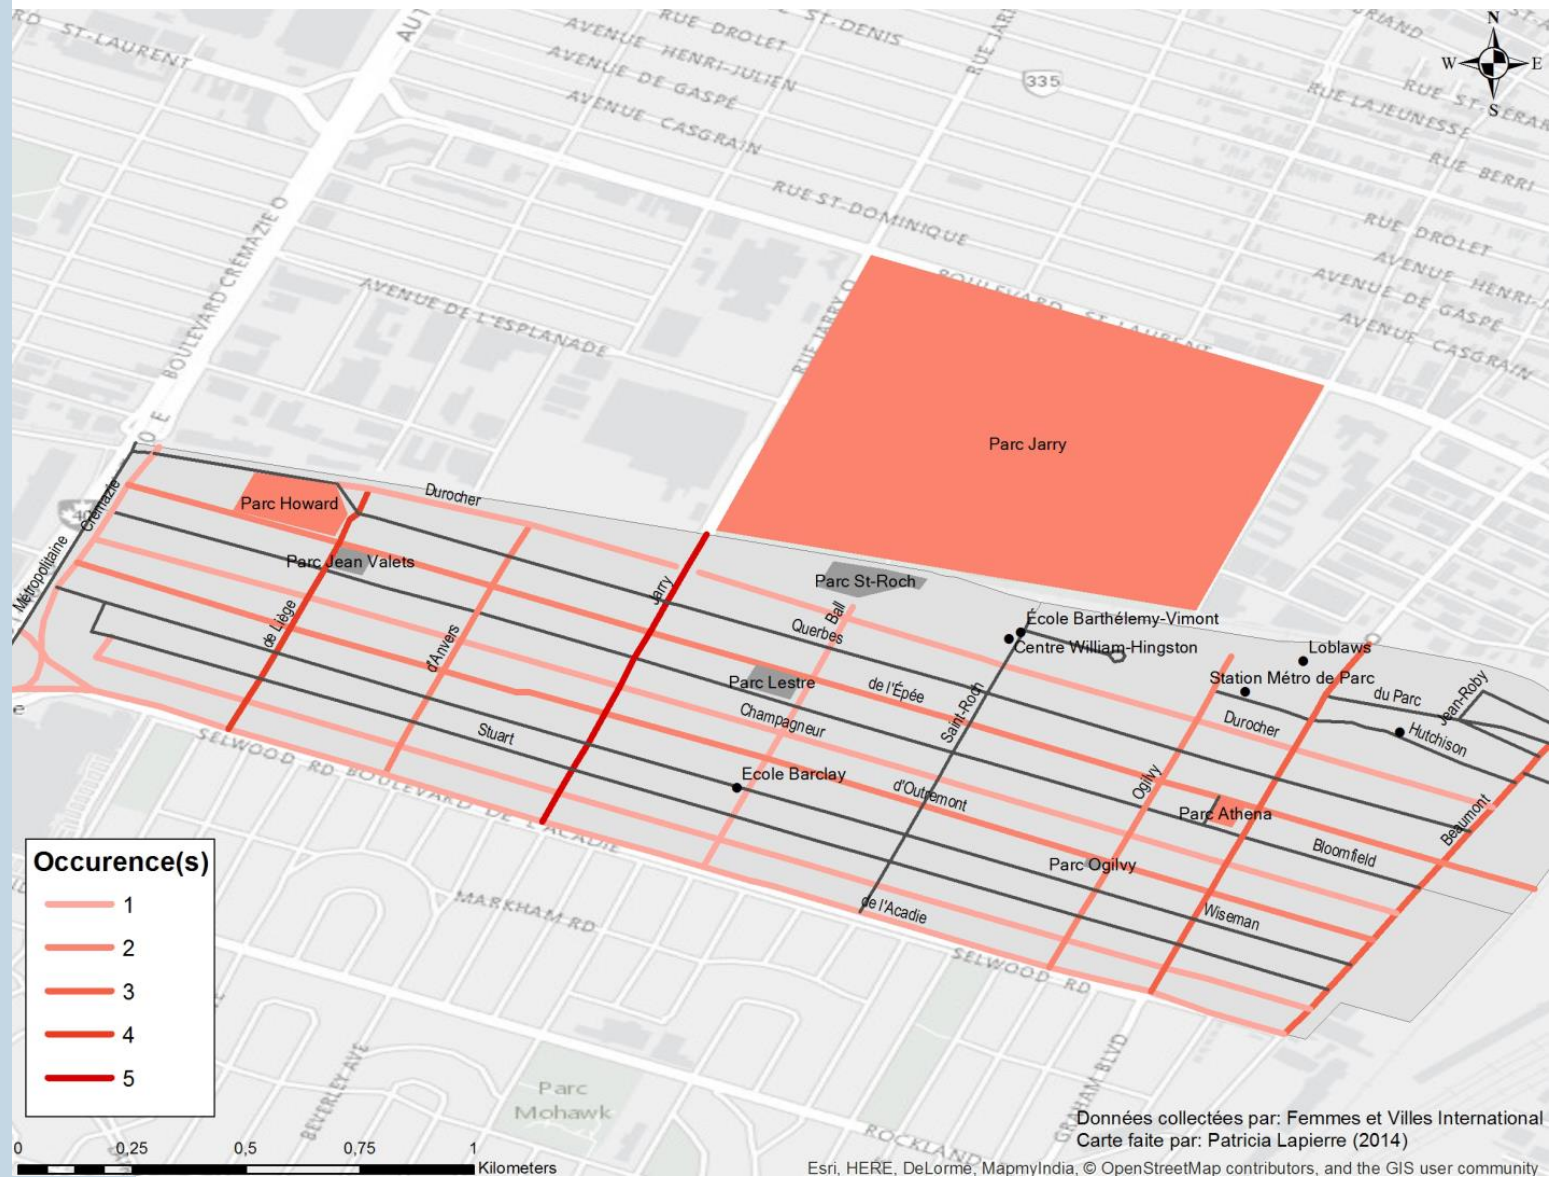 ST-LAURENT
RUE DROLET
ST-DENIS
AVENUE HENRI-JULIEN
AVENUE DE GASPÉ
AVENUE CASGRAIN
335
N
W
E
S
RUE LAJEUNESSE
RUE BERRI
RUE DROLET
AVENUE DE GASPÉ
AVENUE CASGRAIN
RUE ST-DOMINIQUE
BOULEVARD CRÉMAZIE O
AVENUE DE L'ESPLANADE
RUE JARRY O
BOULEVARD ST-LAURENT
Parc Jarry
Parc Howard
Durocher
Crémazie
Métropolitaine
Parc Jean Valets
de Liège
d'Anvers
Jarry
Parc St-Roch
Ball
Querbes
École Barthélemy-Vimont
Centre William-Hingston
Loblaws
Station Métro de Parc
du Parc
Jean-Roby
Hutchison
Durocher
Parc Lestre
de l'Épée
Saint-Roch
Champagneur
Stuart
Ecole Barclay
d'Outremont
Ogilvy
Parc Athena
Beaumont
Bloomfield
Parc Ogilvy
Wiseman
de l'Acadie
SELWOOD RD
BOULEVARD DE L'ACADIE
MARKHAM RD
SELWOOD RD
BEVERLEY AVE
Parc
Mohawk
GRAHAM BLVD
ROCKLAND
Occurence(s)
1
2
3
4
5
0
0,25
0,5
0,75
1
Kilometers
Données collectées par: Femmes et Villes International
Carte faite par: Patricia Lapierre (2014)
Esri, HERE, DeLorme, MapmyIndia, © OpenStreetMap contributors, and the GIS user community